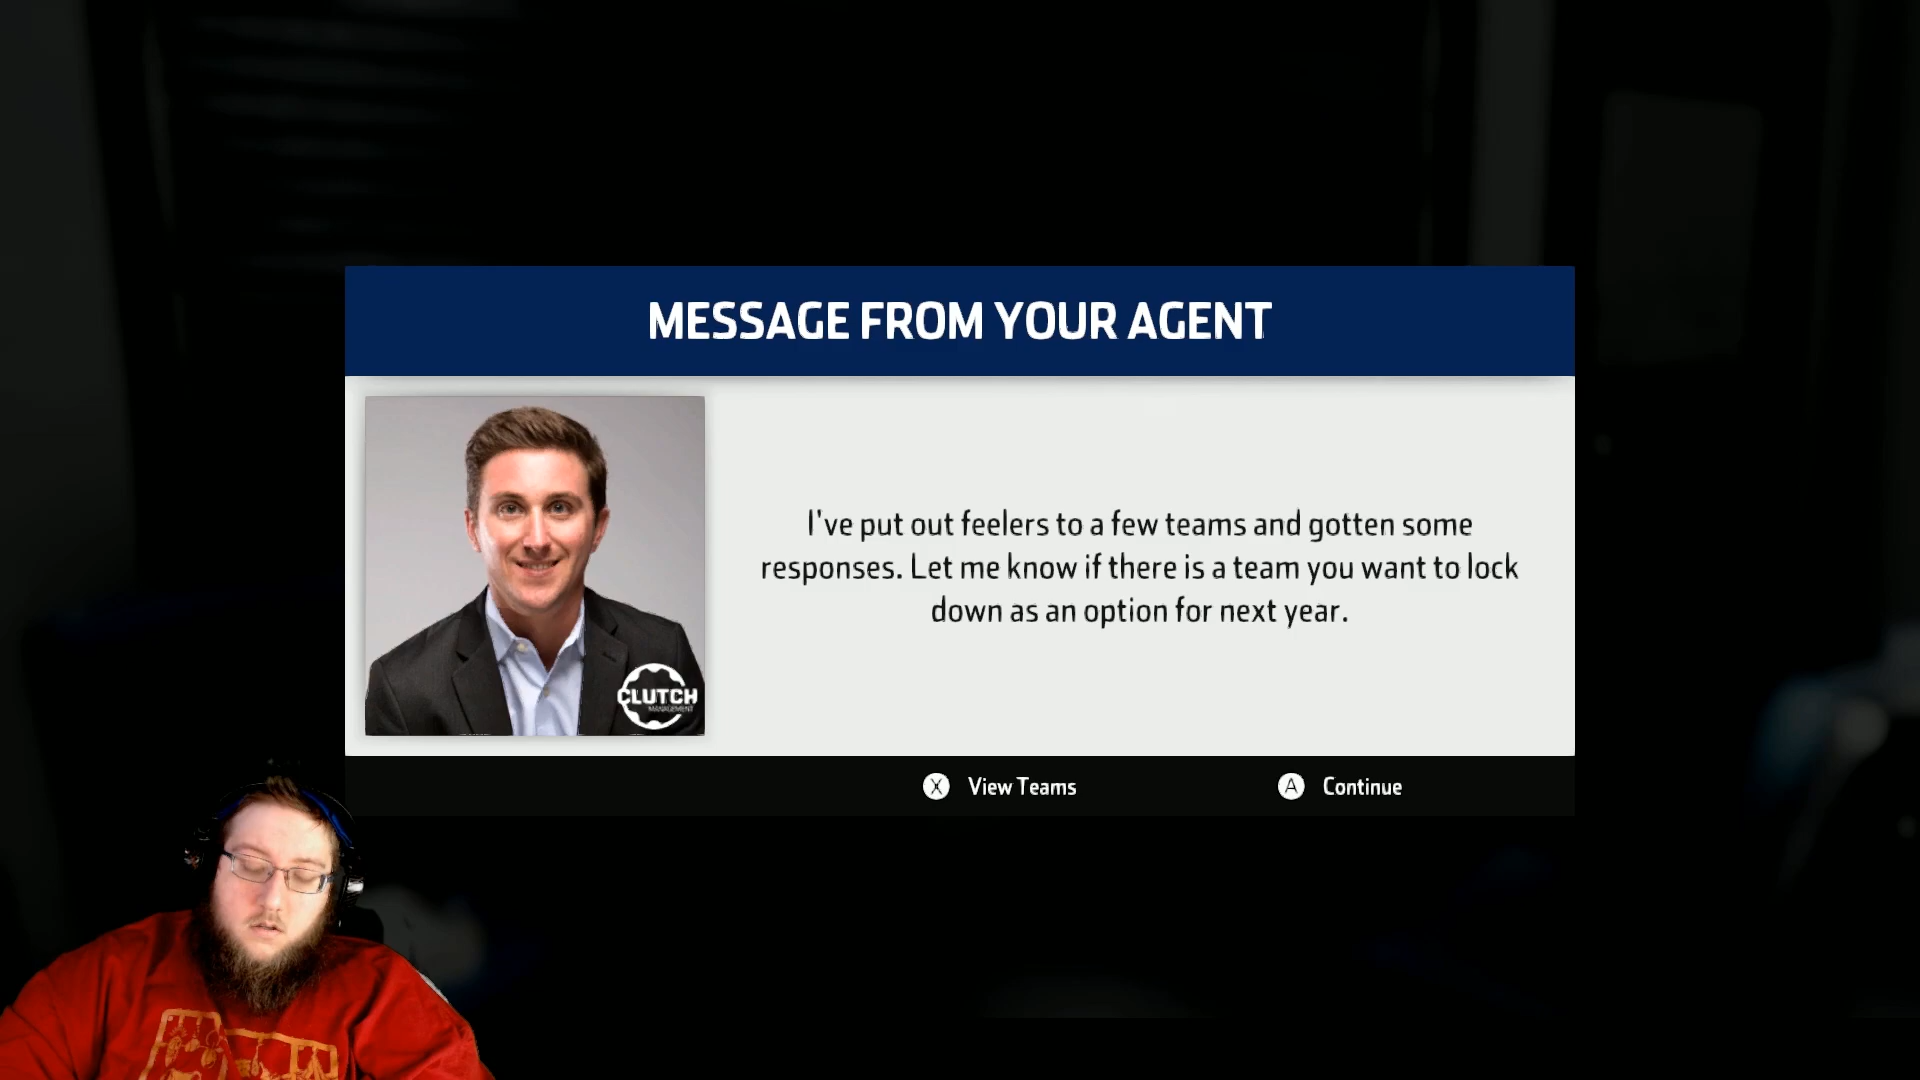 MESSAGE FROM YOUR AGENT
I've put out feelers to a few teams and gotten some
responses. Let me know if there is a team you want to lock
down as an option for next year.
CLUTCH
MANAGEMENT
X View Teams
A Continue